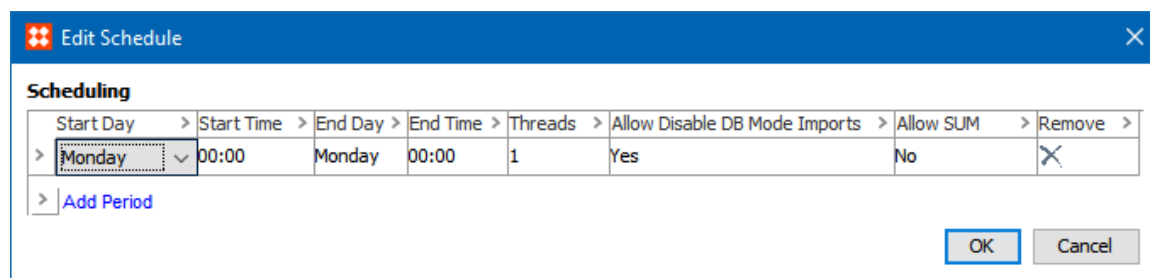 Edit Schedule
Scheduling
Start Day > Start Time > End Day > End Time > Threads > Allow Disable DB Mode Imports > Allow SUM > Remove >
> Monday 00:00 Monday 00:00 1 Yes No
> Add Period
OK Cancel